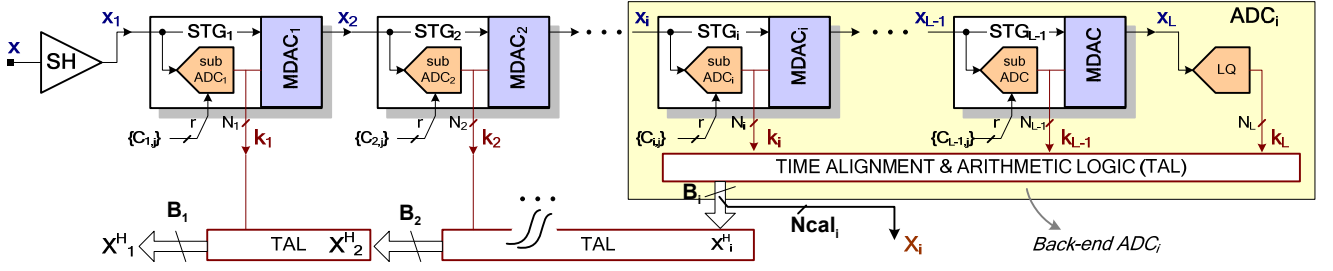 x
SH
x1
STG1
sub
ADC1
MDAC1
{C1,j}
r
N1
k1
x2
STG2
sub
ADC2
MDAC2
{C2,j}
r
N2
k2
xi
STGi
sub
ADCi
MDACi
{Ci,j}
r
Ni
ki
xL-1
STGL-1
sub
ADC
MDAC
{CL-1,j}
r
NL-1
kL-1
xL
LQ
NL
kL
ADCi
TIME ALIGNMENT & ARITHMETIC LOGIC (TAL)
Bi
Ncali
Xi
Back-end ADCi
XH1
B1
TAL
XH2
B2
TAL
XHi